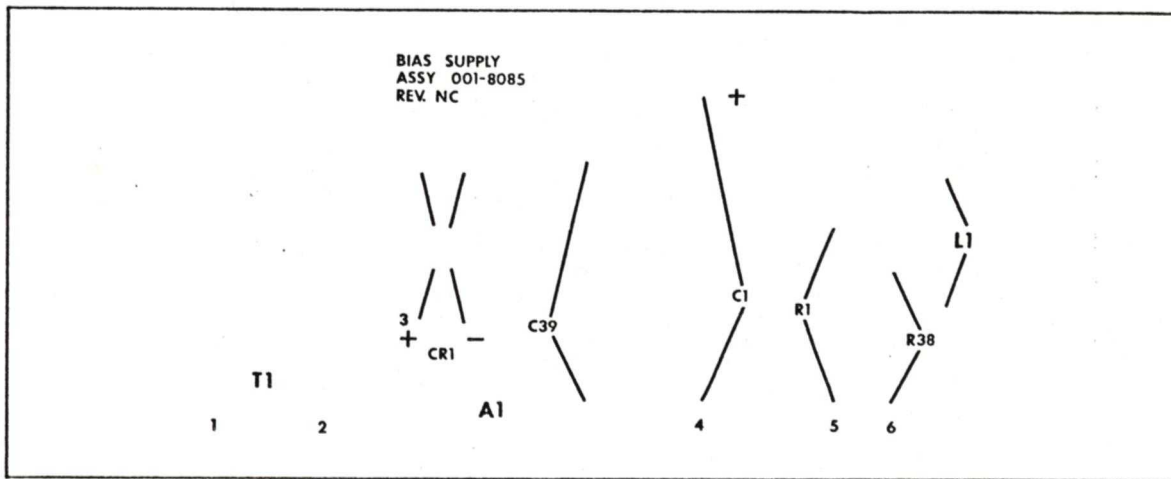 BIAS SUPPLY
ASSY 001-8085
REV. NC
+
L1
C1
R1
3
C39
+ CR1 −
R38
T1
A1
1
2
4
5
6